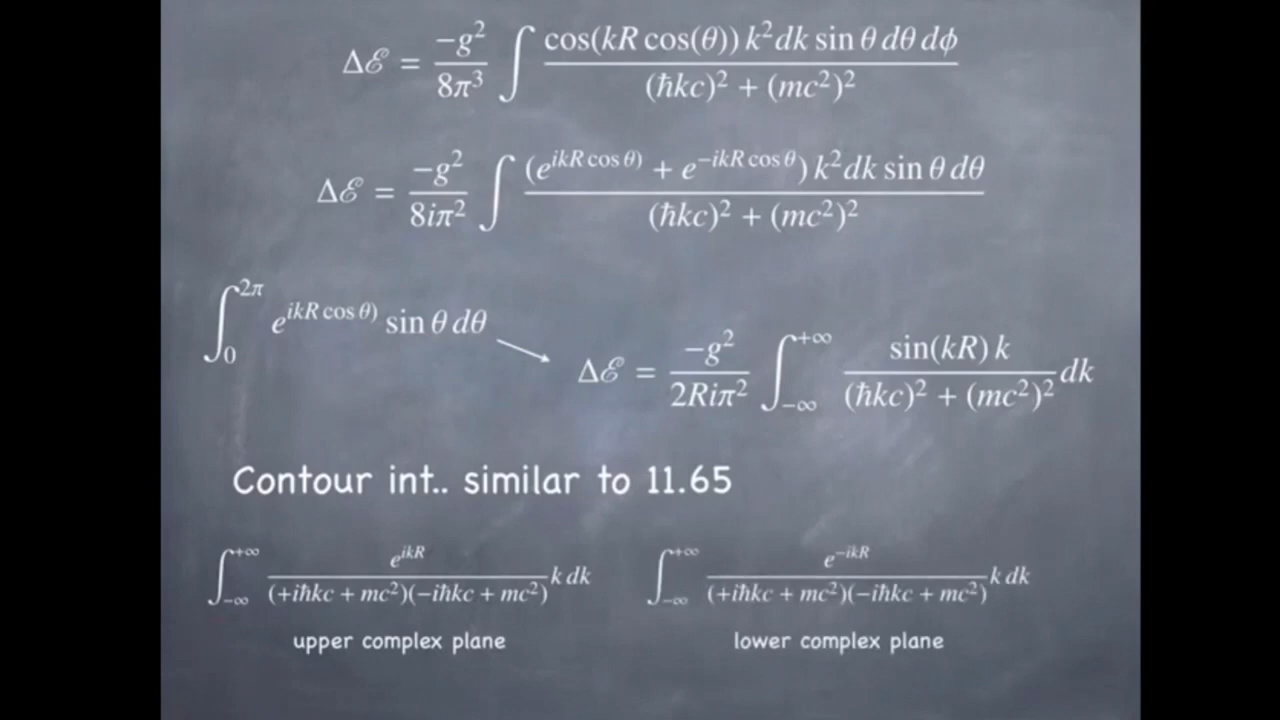 Δℰ = −g²/8π³ ∫ cos(kR cos(θ)) k²dk sin θ dθ dϕ / (ħkc)² + (mc²)²
Δℰ = −g²/8iπ² ∫ (e^{ikR cos θ)} + e^{−ikR cos θ}) k²dk sin θ dθ / (ħkc)² + (mc²)²
∫₀^{2π} e^{ikR cos θ)} sin θ dθ
Δℰ = −g²/2Riπ² ∫_{−∞}^{+∞} sin(kR) k / (ħkc)² + (mc²)² dk
Contour int.. similar to 11.65
∫_{−∞}^{+∞} e^{ikR} / (+iħkc + mc²)(−iħkc + mc²) k dk
upper complex plane
∫_{−∞}^{+∞} e^{−ikR} / (+iħkc + mc²)(−iħkc + mc²) k dk
lower complex plane